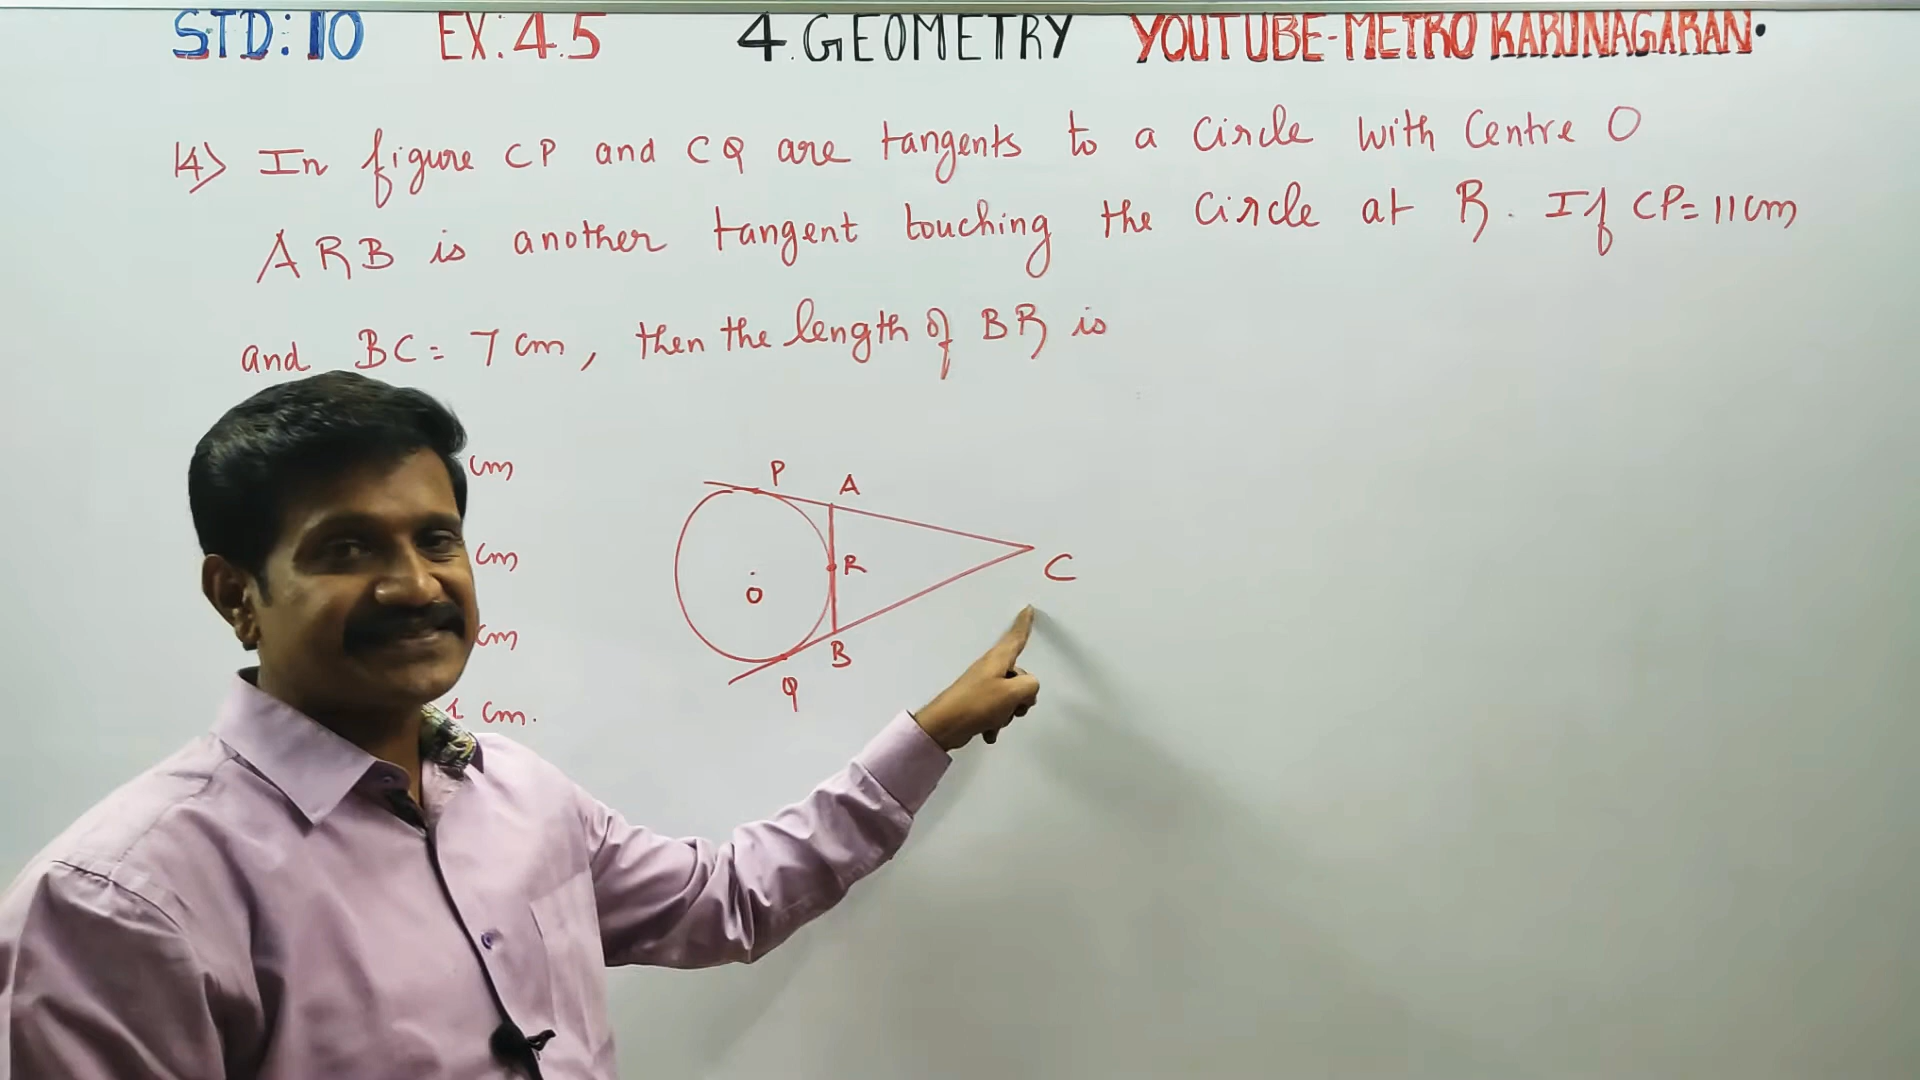 STD: 10 EX: 4.5 4. GEOMETRY YOUTUBE-METRO KARUNAGARAN.
14) In figure CP and CQ are tangents to a Circle with Centre O
ARB is another tangent touching the Circle at R. If CP = 11 cm
and BC = 7 cm, then the length of BR is
cm
cm
cm
cm.
P
A
R
C
O
B
Q